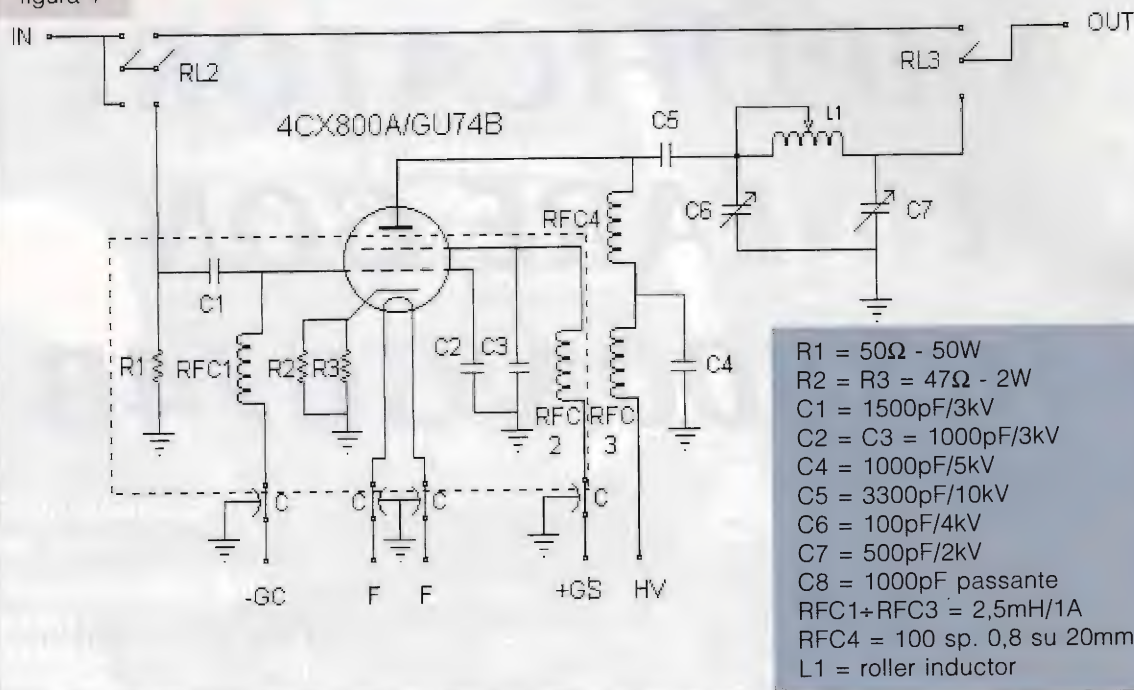 figura 1
IN
OUT
RL2
RL3
4CX800A/GU74B
C5
L1
RFC4
C6
C7
C1
R1
RFC1
R2
R3
C2
C3
RFC
2
RFC
3
C4
C
C
C
C
-GC
F
F
+GS
HV
R1 = 50Ω - 50W
R2 = R3 = 47Ω - 2W
C1 = 1500pF/3kV
C2 = C3 = 1000pF/3kV
C4 = 1000pF/5kV
C5 = 3300pF/10kV
C6 = 100pF/4kV
C7 = 500pF/2kV
C8 = 1000pF passante
RFC1÷RFC3 = 2,5mH/1A
RFC4 = 100 sp. 0,8 su 20mm
L1 = roller inductor